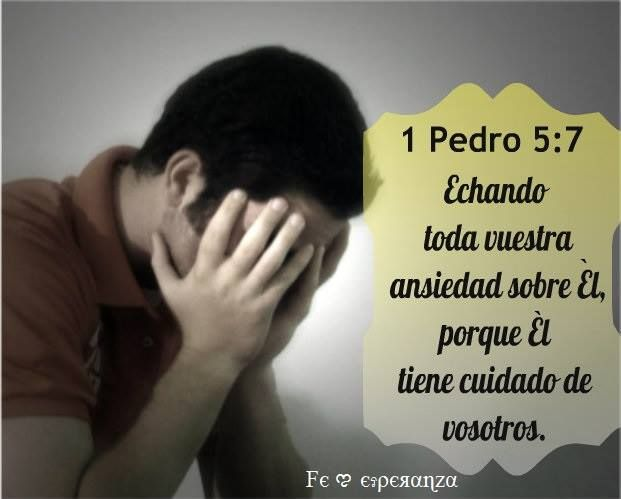 1 Pedro 5:7
Echando
toda vuestra
ansiedad sobre Èl,
porque Èl
tiene cuidado de
vosotros.
Fe ღ esperanza